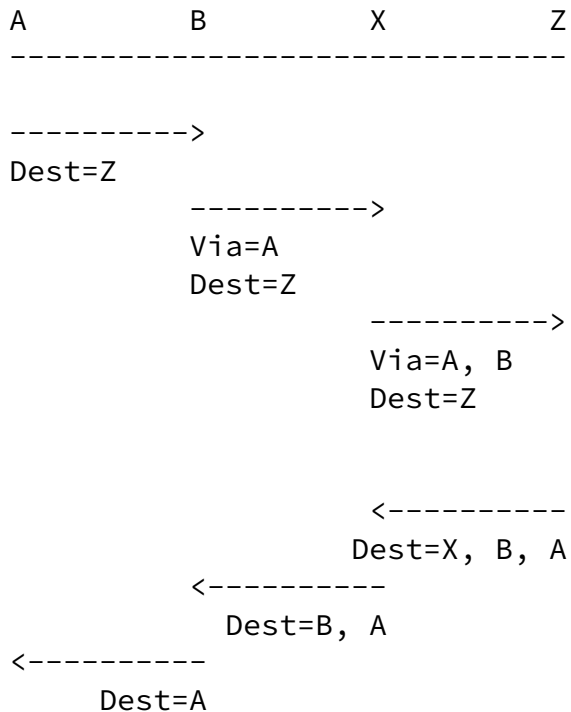 A B X Z
-------------------------------
---------->
Dest=Z
---------->
Via=A
Dest=Z
---------->
Via=A, B
Dest=Z
<----------
Dest=X, B, A
<----------
Dest=B, A
<----------
Dest=A